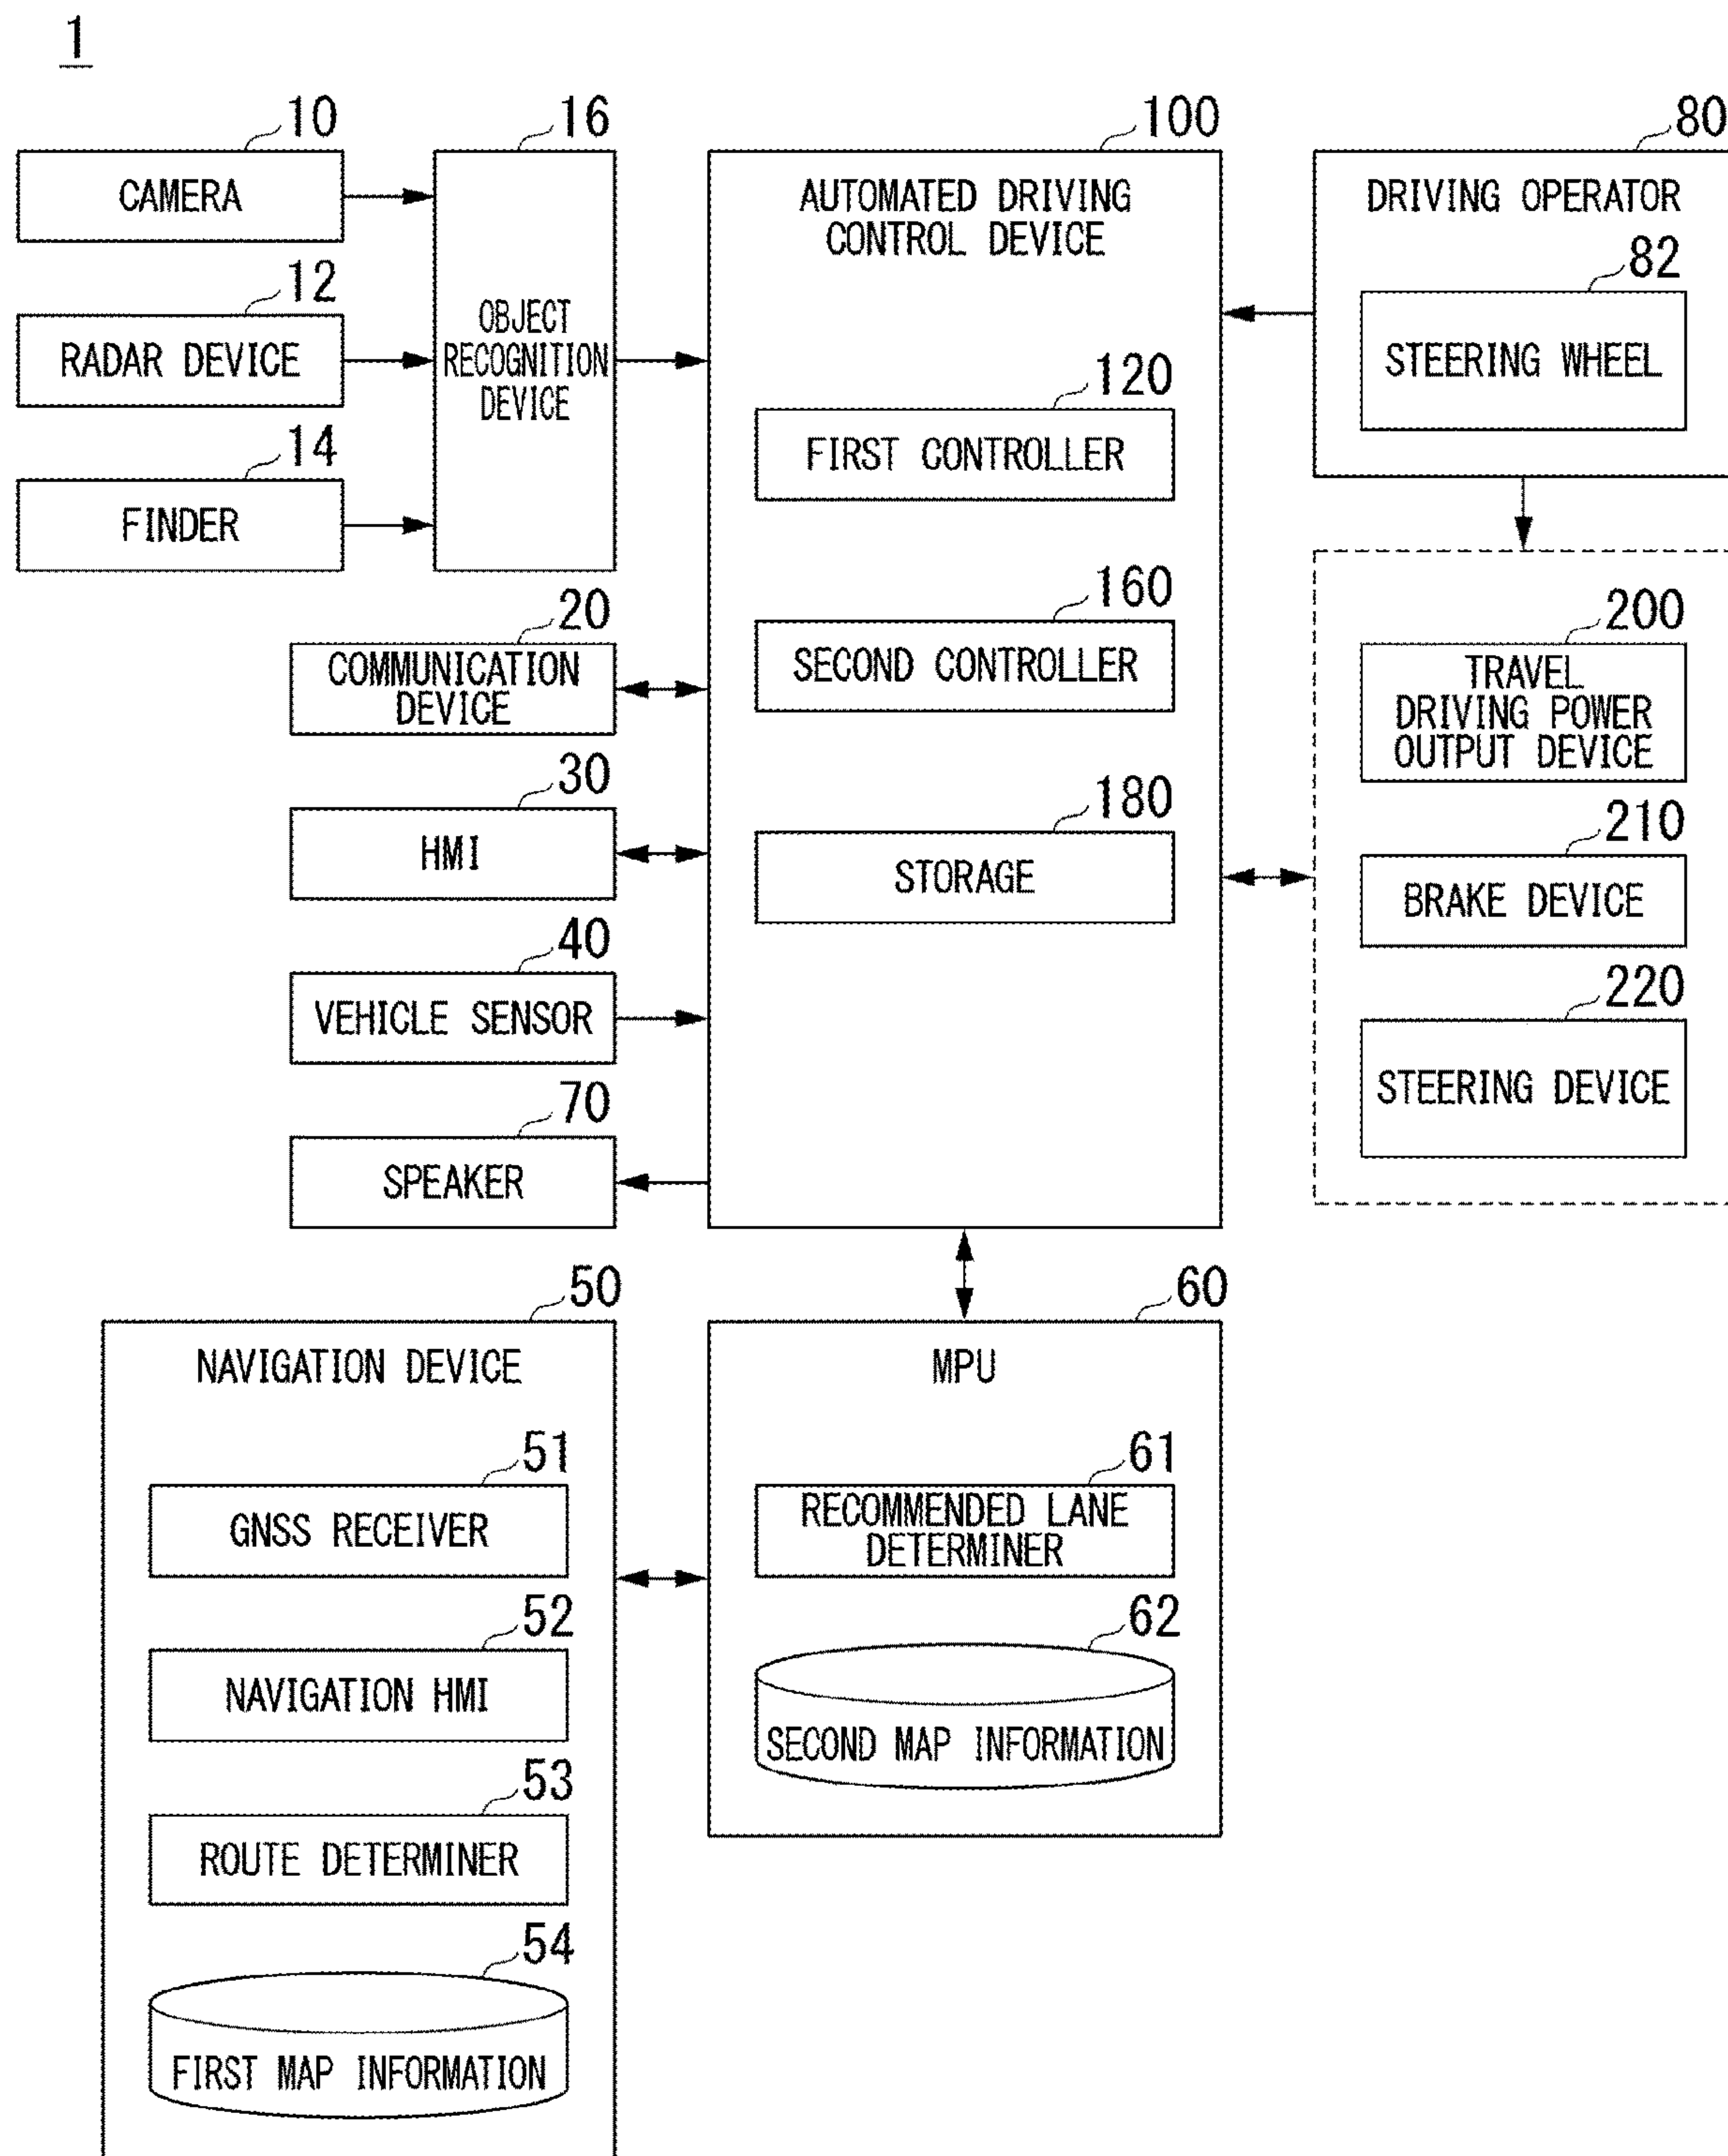 1
10
CAMERA
12
RADAR DEVICE
14
FINDER
16
OBJECT
RECOGNITION
DEVICE
20
COMMUNICATION
DEVICE
30
HMI
40
VEHICLE SENSOR
70
SPEAKER
100
AUTOMATED DRIVING
CONTROL DEVICE
120
FIRST CONTROLLER
160
SECOND CONTROLLER
180
STORAGE
80
DRIVING OPERATOR
82
STEERING WHEEL
200
TRAVEL
DRIVING POWER
OUTPUT DEVICE
210
BRAKE DEVICE
220
STEERING DEVICE
50
NAVIGATION DEVICE
51
GNSS RECEIVER
52
NAVIGATION HMI
53
ROUTE DETERMINER
54
FIRST MAP INFORMATION
60
MPU
61
RECOMMENDED LANE
DETERMINER
62
SECOND MAP INFORMATION